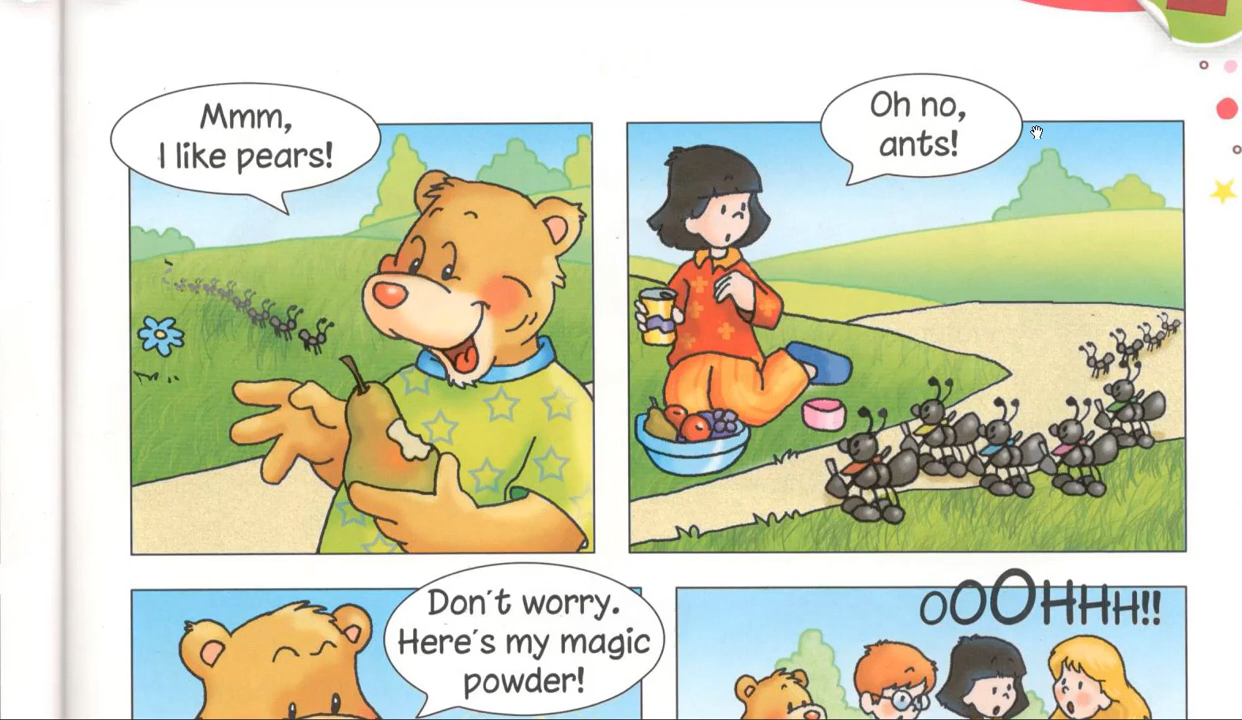 Mmm,
I like pears!
Oh no,
ants!
Don't worry.
Here's my magic
powder!
OOOHHH!!